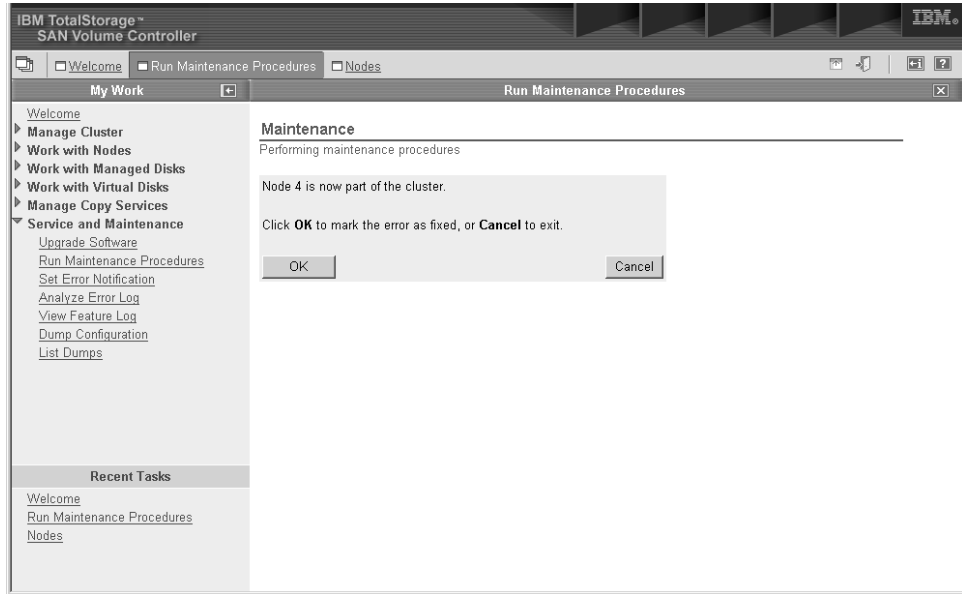 IBM TotalStorage™
SAN Volume Controller
IBM®
Welcome
Run Maintenance Procedures
Nodes
My Work
Run Maintenance Procedures
Welcome
Manage Cluster
Work with Nodes
Work with Managed Disks
Work with Virtual Disks
Manage Copy Services
Service and Maintenance
Upgrade Software
Run Maintenance Procedures
Set Error Notification
Analyze Error Log
View Feature Log
Dump Configuration
List Dumps
Recent Tasks
Welcome
Run Maintenance Procedures
Nodes
Maintenance
Performing maintenance procedures
Node 4 is now part of the cluster.
Click OK to mark the error as fixed, or Cancel to exit.
OK
Cancel